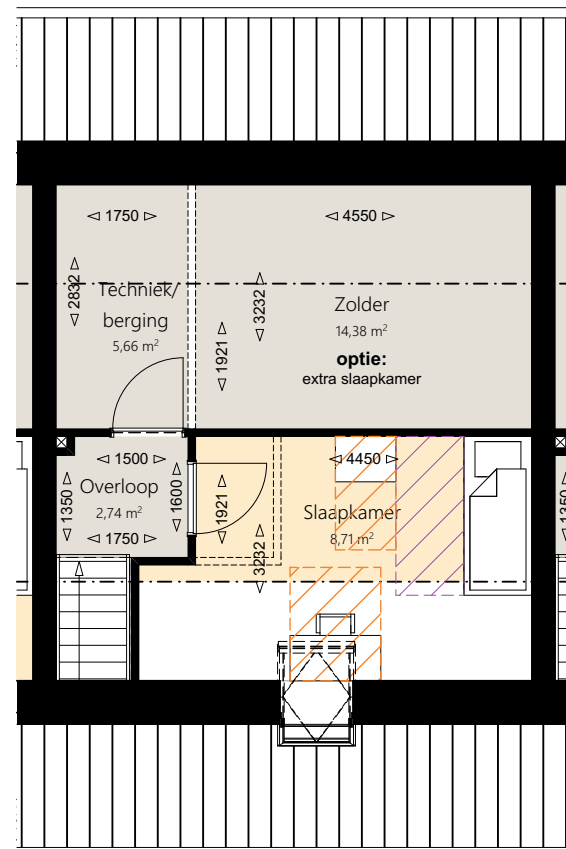 ◁ 1750 ▷
◁ 4550 ▷
◁ 2832 ▷
Techniek/
berging
5,66 m²
◁ 3232 ▷
◁ 1921 ▷
Zolder
14,38 m²
optie:
extra slaapkamer
◁ 1500 ▷
◁ 4450 ▷
◁ 1350 ▷
Overloop
2,74 m²
◁ 1600 ▷
◁ 1750 ▷
◁ 1921 ▷
◁ 3232 ▷
Slaapkamer
8,71 m²
◁ 1350 ▷